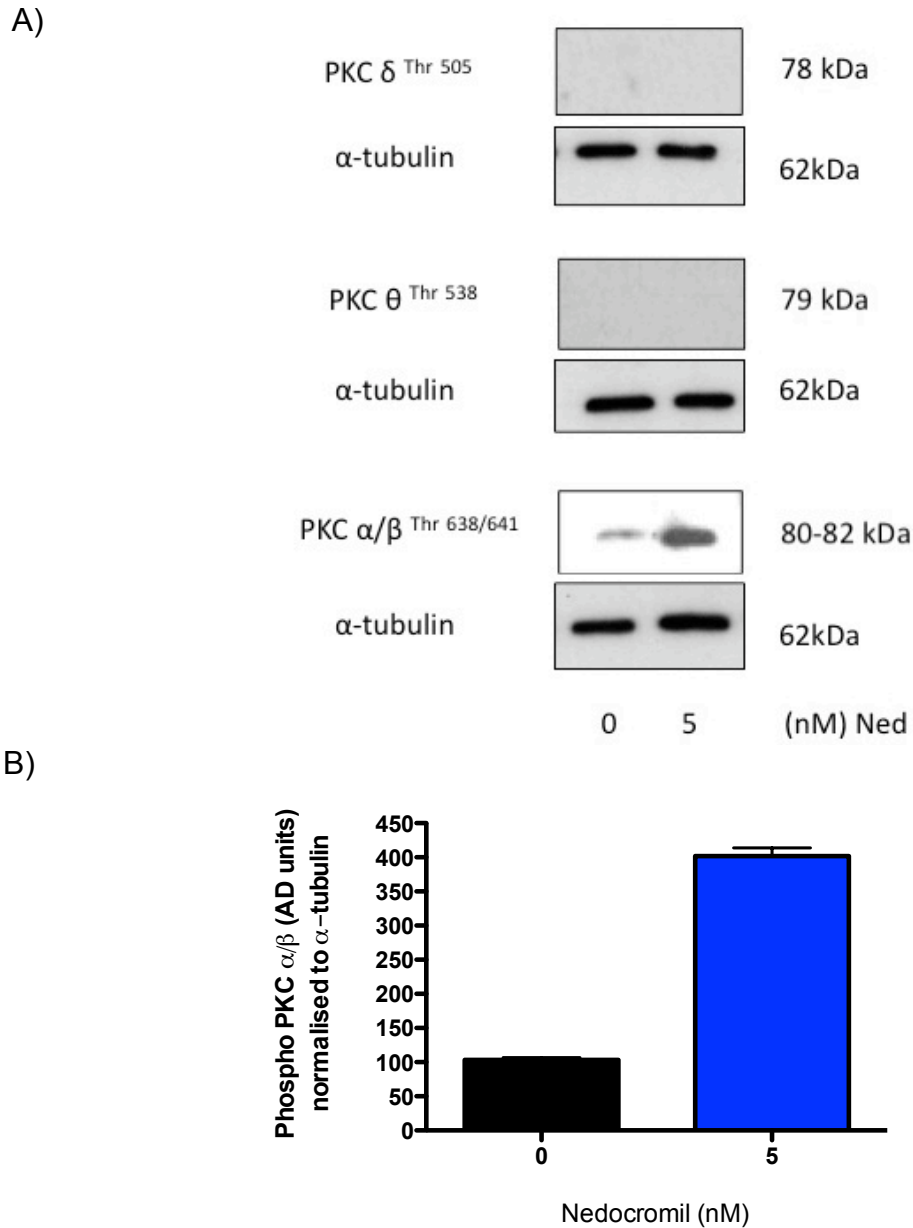 A)
PKC δ Thr 505 78 kDa
α-tubulin 62kDa
PKC θ Thr 538 79 kDa
α-tubulin 62kDa
PKC α/β Thr 638/641 80-82 kDa
α-tubulin 62kDa
0 5 (nM) Ned
B)
Phospho PKC α/β (AD units)
normalised to α-tubulin
450
400
350
300
250
200
150
100
50
0
0 5
Nedocromil (nM)